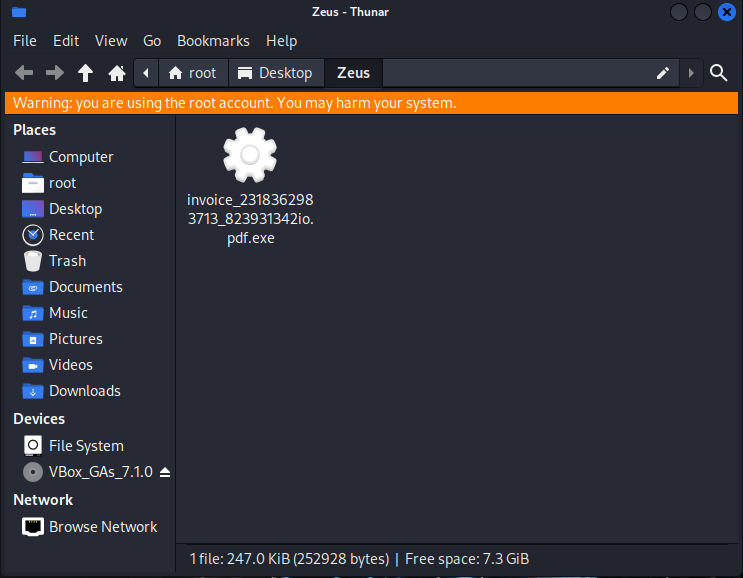 Zeus - Thunar
File Edit View Go Bookmarks Help
root Desktop Zeus
Warning: you are using the root account. You may harm your system.
Places
Computer
root
Desktop
Recent
Trash
Documents
Music
Pictures
Videos
Downloads
Devices
File System
VBox_GAs_7.1.0
Network
Browse Network
invoice_231836298
3713_823931342io.
pdf.exe
1 file: 247.0 KiB (252928 bytes) | Free space: 7.3 GiB